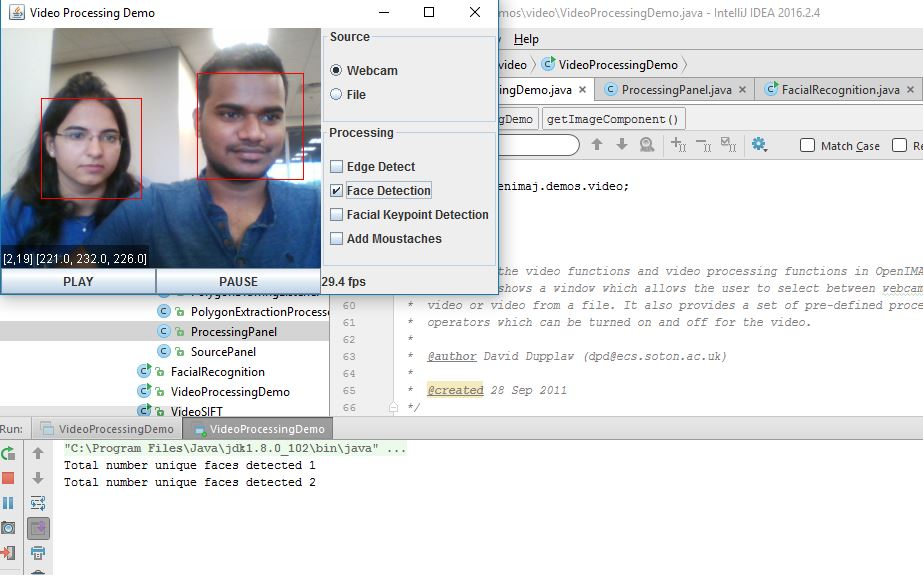 Video Processing Demo
mos\video\VideoProcessingDemo.java - IntelliJ IDEA 2016.2.4
Source
Webcam
File
Processing
Edge Detect
Face Detection
Facial Keypoint Detection
Add Moustaches
[2,19] [221.0, 232.0, 226.0]
PLAY
PAUSE
29.4 fps
Help
video
VideoProcessingDemo
ngDemo.java
ProcessingPanel.java
FacialRecognition.java
ngDemo
getImageComponent()
Match Case
Re
enimaj.demos.video;
the video functions and video processing functions in OpenIMA
shows a window which allows the user to select between webcam
60 * video or video from a file. It also provides a set of pre-defined proce
61 * operators which can be turned on and off for the video.
62 *
63 * @author David Dupplaw (dpd@ecs.soton.ac.uk)
64 *
65 * @created 28 Sep 2011
66 */
PolygonExtractionProcesso
ProcessingPanel
SourcePanel
FacialRecognition
VideoProcessingDemo
VideoSIFT
Run:
VideoProcessingDemo
VideoProcessingDemo
"C:\Program Files\Java\jdk1.8.0_102\bin\java" ...
Total number unique faces detected 1
Total number unique faces detected 2